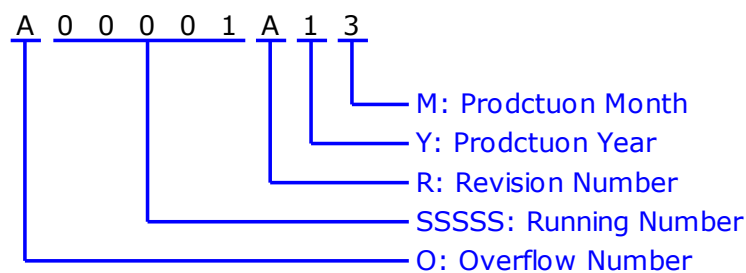 A 0 0 0 0 1 A 1 3
M: Prodctuon Month
Y: Prodctuon Year
R: Revision Number
SSSSS: Running Number
O: Overflow Number